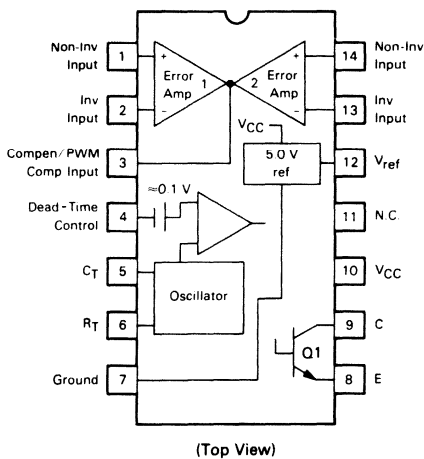 Non-Inv
Input
1
+
Error
Amp
1
2
+
Error
Amp
14
Non-Inv
Input
Inv
Input
2
−
−
13
Inv
Input
Compen/PWM
Comp Input
3
VCC
5.0 V
ref
12
Vref
Dead-Time
Control
4
≈0.1 V
11
N.C.
CT
5
Oscillator
10
VCC
RT
6
9
C
Q1
Ground
7
8
E
(Top View)